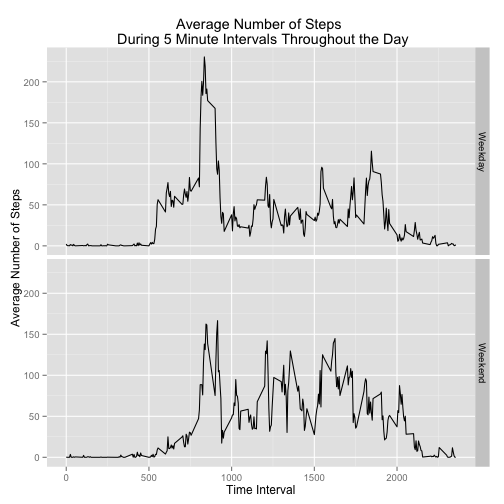 Average Number of Steps
During 5 Minute Intervals Throughout the Day
Average Number of Steps
200
150
100
50
0
Weekday
200
150
100
50
0
Weekend
0 500 1000 1500 2000
Time Interval